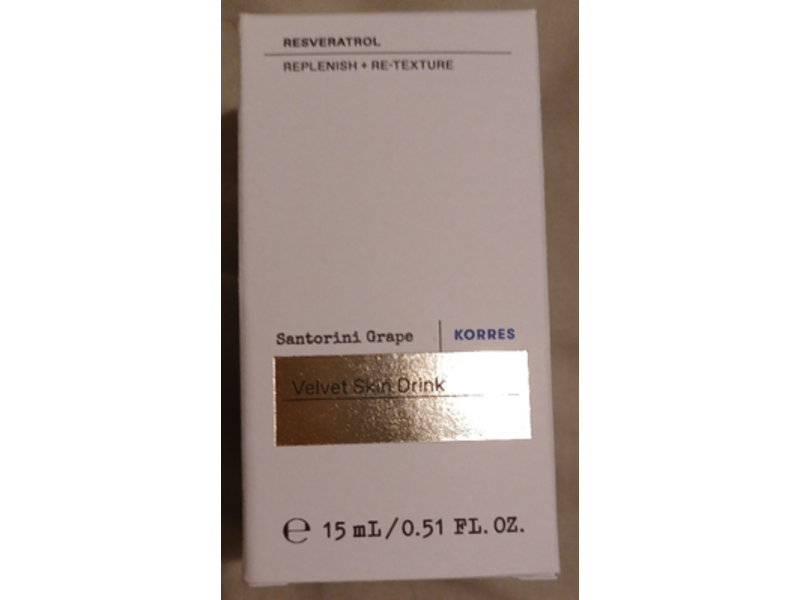 RESVERATROL
REPLENISH + RE-TEXTURE
Santorini Grape | KORRES
Velvet Skin Drink
℮ 15 mL/0.51 FL. OZ.